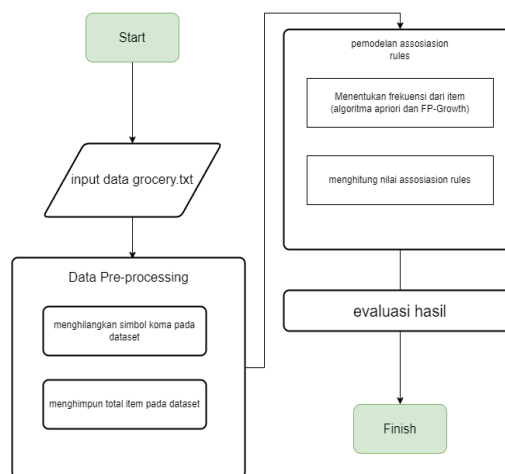 Start
input data grocery.txt
Data Pre-processing
menghilangkan simbol koma pada
dataset
menghimpun total item pada dataset
pemodelan assosiasion
rules
Menentukan frekuensi dari item
(algoritma apriori dan FP-Growth)
menghitung nilai assosiasion rules
evaluasi hasil
Finish